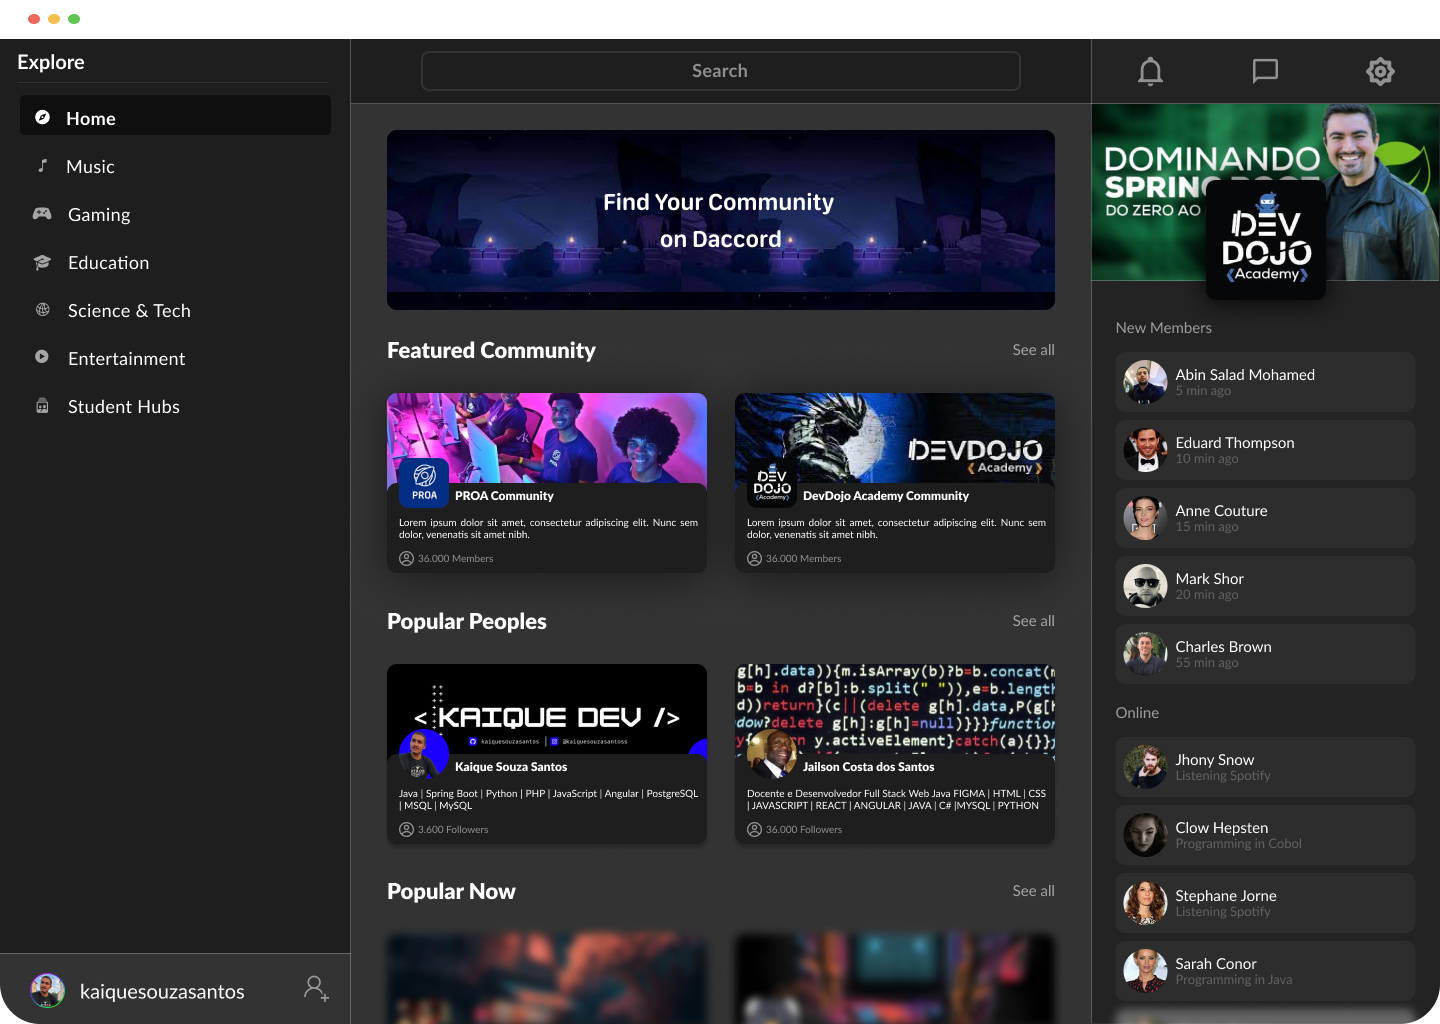 Explore
Home
Music
Gaming
Education
Science & Tech
Entertainment
Student Hubs
kaiquesouzasantos
Search
Find Your Community
on Daccord
Featured Community
See all
PROA
PROA Community
Lorem ipsum dolor sit amet, consectetur adipiscing elit. Nunc sem
dolor, venenatis sit amet nibh.
36.000 Members
DEVDOJO
Academy
DEV
DOJO
Academy
DevDojo Academy Community
Lorem ipsum dolor sit amet, consectetur adipiscing elit. Nunc sem
dolor, venenatis sit amet nibh.
36.000 Members
Popular Peoples
See all
< KAIQUE DEV />
kaiquesouzasantos | @kaiquesouzasantoss
Kaique Souza Santos
Java | Spring Boot | Python | PHP | JavaScript | Angular | PostgreSQL
| MSQL | MySQL
3.600 Followers
g[h].data)){m.isArray(b)?b=b.concat(m
b=b in d?[b]:b.split(" ")),e=b.length
d))return}(c||(delete g[h].data,P(g[h
dow?delete g[h]:g[h]=null)}}}function
y{ n y.activeElement}catch(a){}}f
Jailson Costa dos Santos
Docente e Desenvolvedor Full Stack Web Java FIGMA | HTML | CSS
| JAVASCRIPT | REACT | ANGULAR | JAVA | C# |MYSQL | PYTHON
36.000 Followers
Popular Now
See all
DOMINANDO
SPRING
DO ZERO AO
DEV
DOJO
Academy
New Members
Abin Salad Mohamed
5 min ago
Eduard Thompson
10 min ago
Anne Couture
15 min ago
Mark Shor
20 min ago
Charles Brown
55 min ago
Online
Jhony Snow
Listening Spotify
Clow Hepsten
Programming in Cobol
Stephane Jorne
Listening Spotify
Sarah Conor
Programming in Java